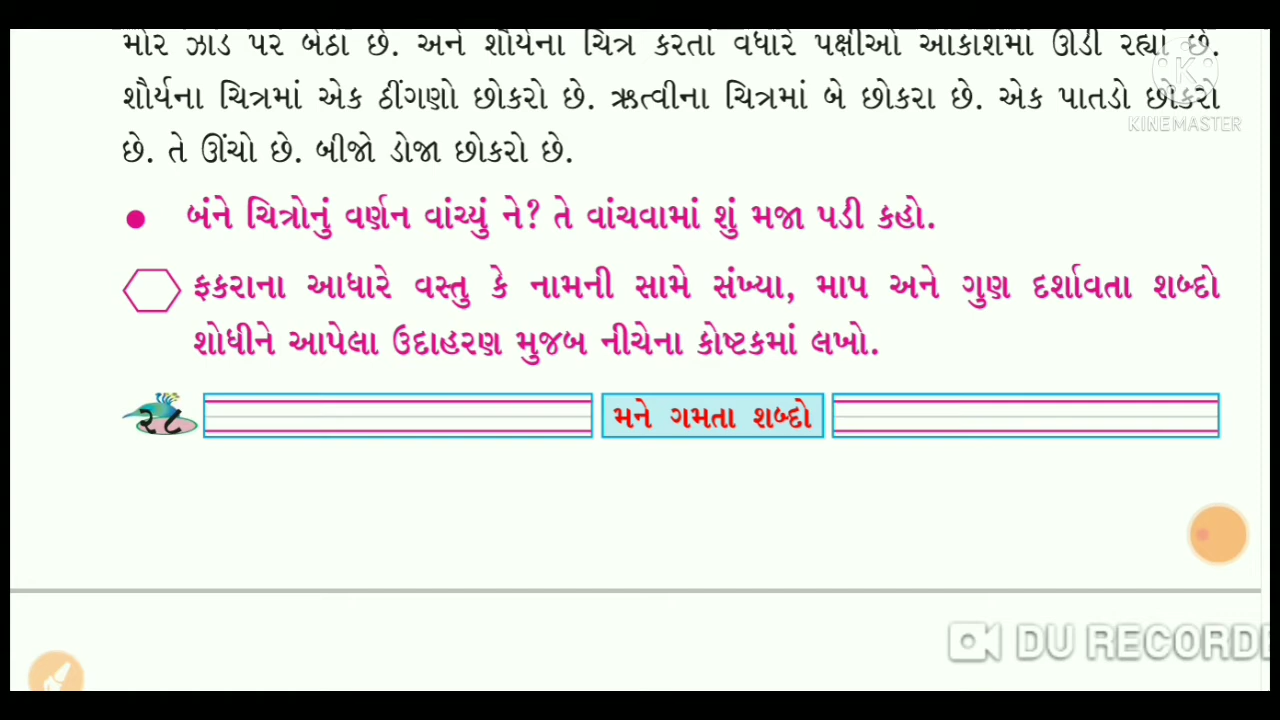 મોર ઝાડ પર બેઠા છે. અને શૌર્યના ચિત્ર કરતાં વધારે પક્ષીઓ આકાશમાં ઊડી રહ્યાં છે.
શૌર્યના ચિત્રમાં એક ઠીંગણો છોકરો છે. ઋત્વીના ચિત્રમાં બે છોકરા છે. એક પાતડો છોકરો
છે. તે ઊંચો છે. બીજો ડોજા છોકરો છે.
● બંને ચિત્રોનું વર્ણન વાંચ્યું ને? તે વાંચવામાં શું મજા પડી કહો.
ફકરાના આધારે વસ્તુ કે નામની સામે સંખ્યા, માપ અને ગુણ દર્શાવતા શબ્દો
શોધીને આપેલા ઉદાહરણ મુજબ નીચેના કોષ્ટકમાં લખો.
૨૮ મને ગમતા શબ્દો
K
KINEMASTER
DU RECORDE